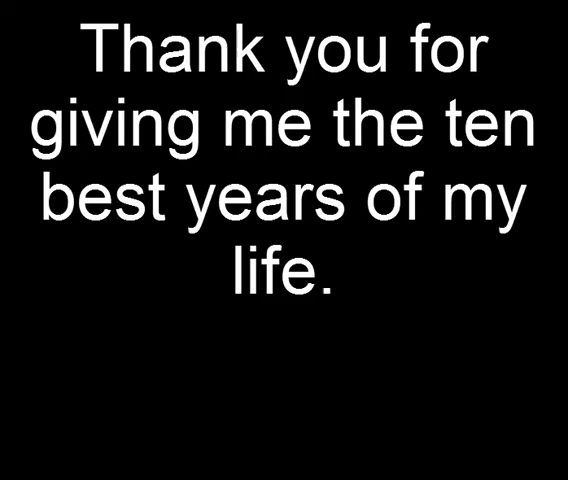 Thank you for
giving me the ten
best years of my
life.